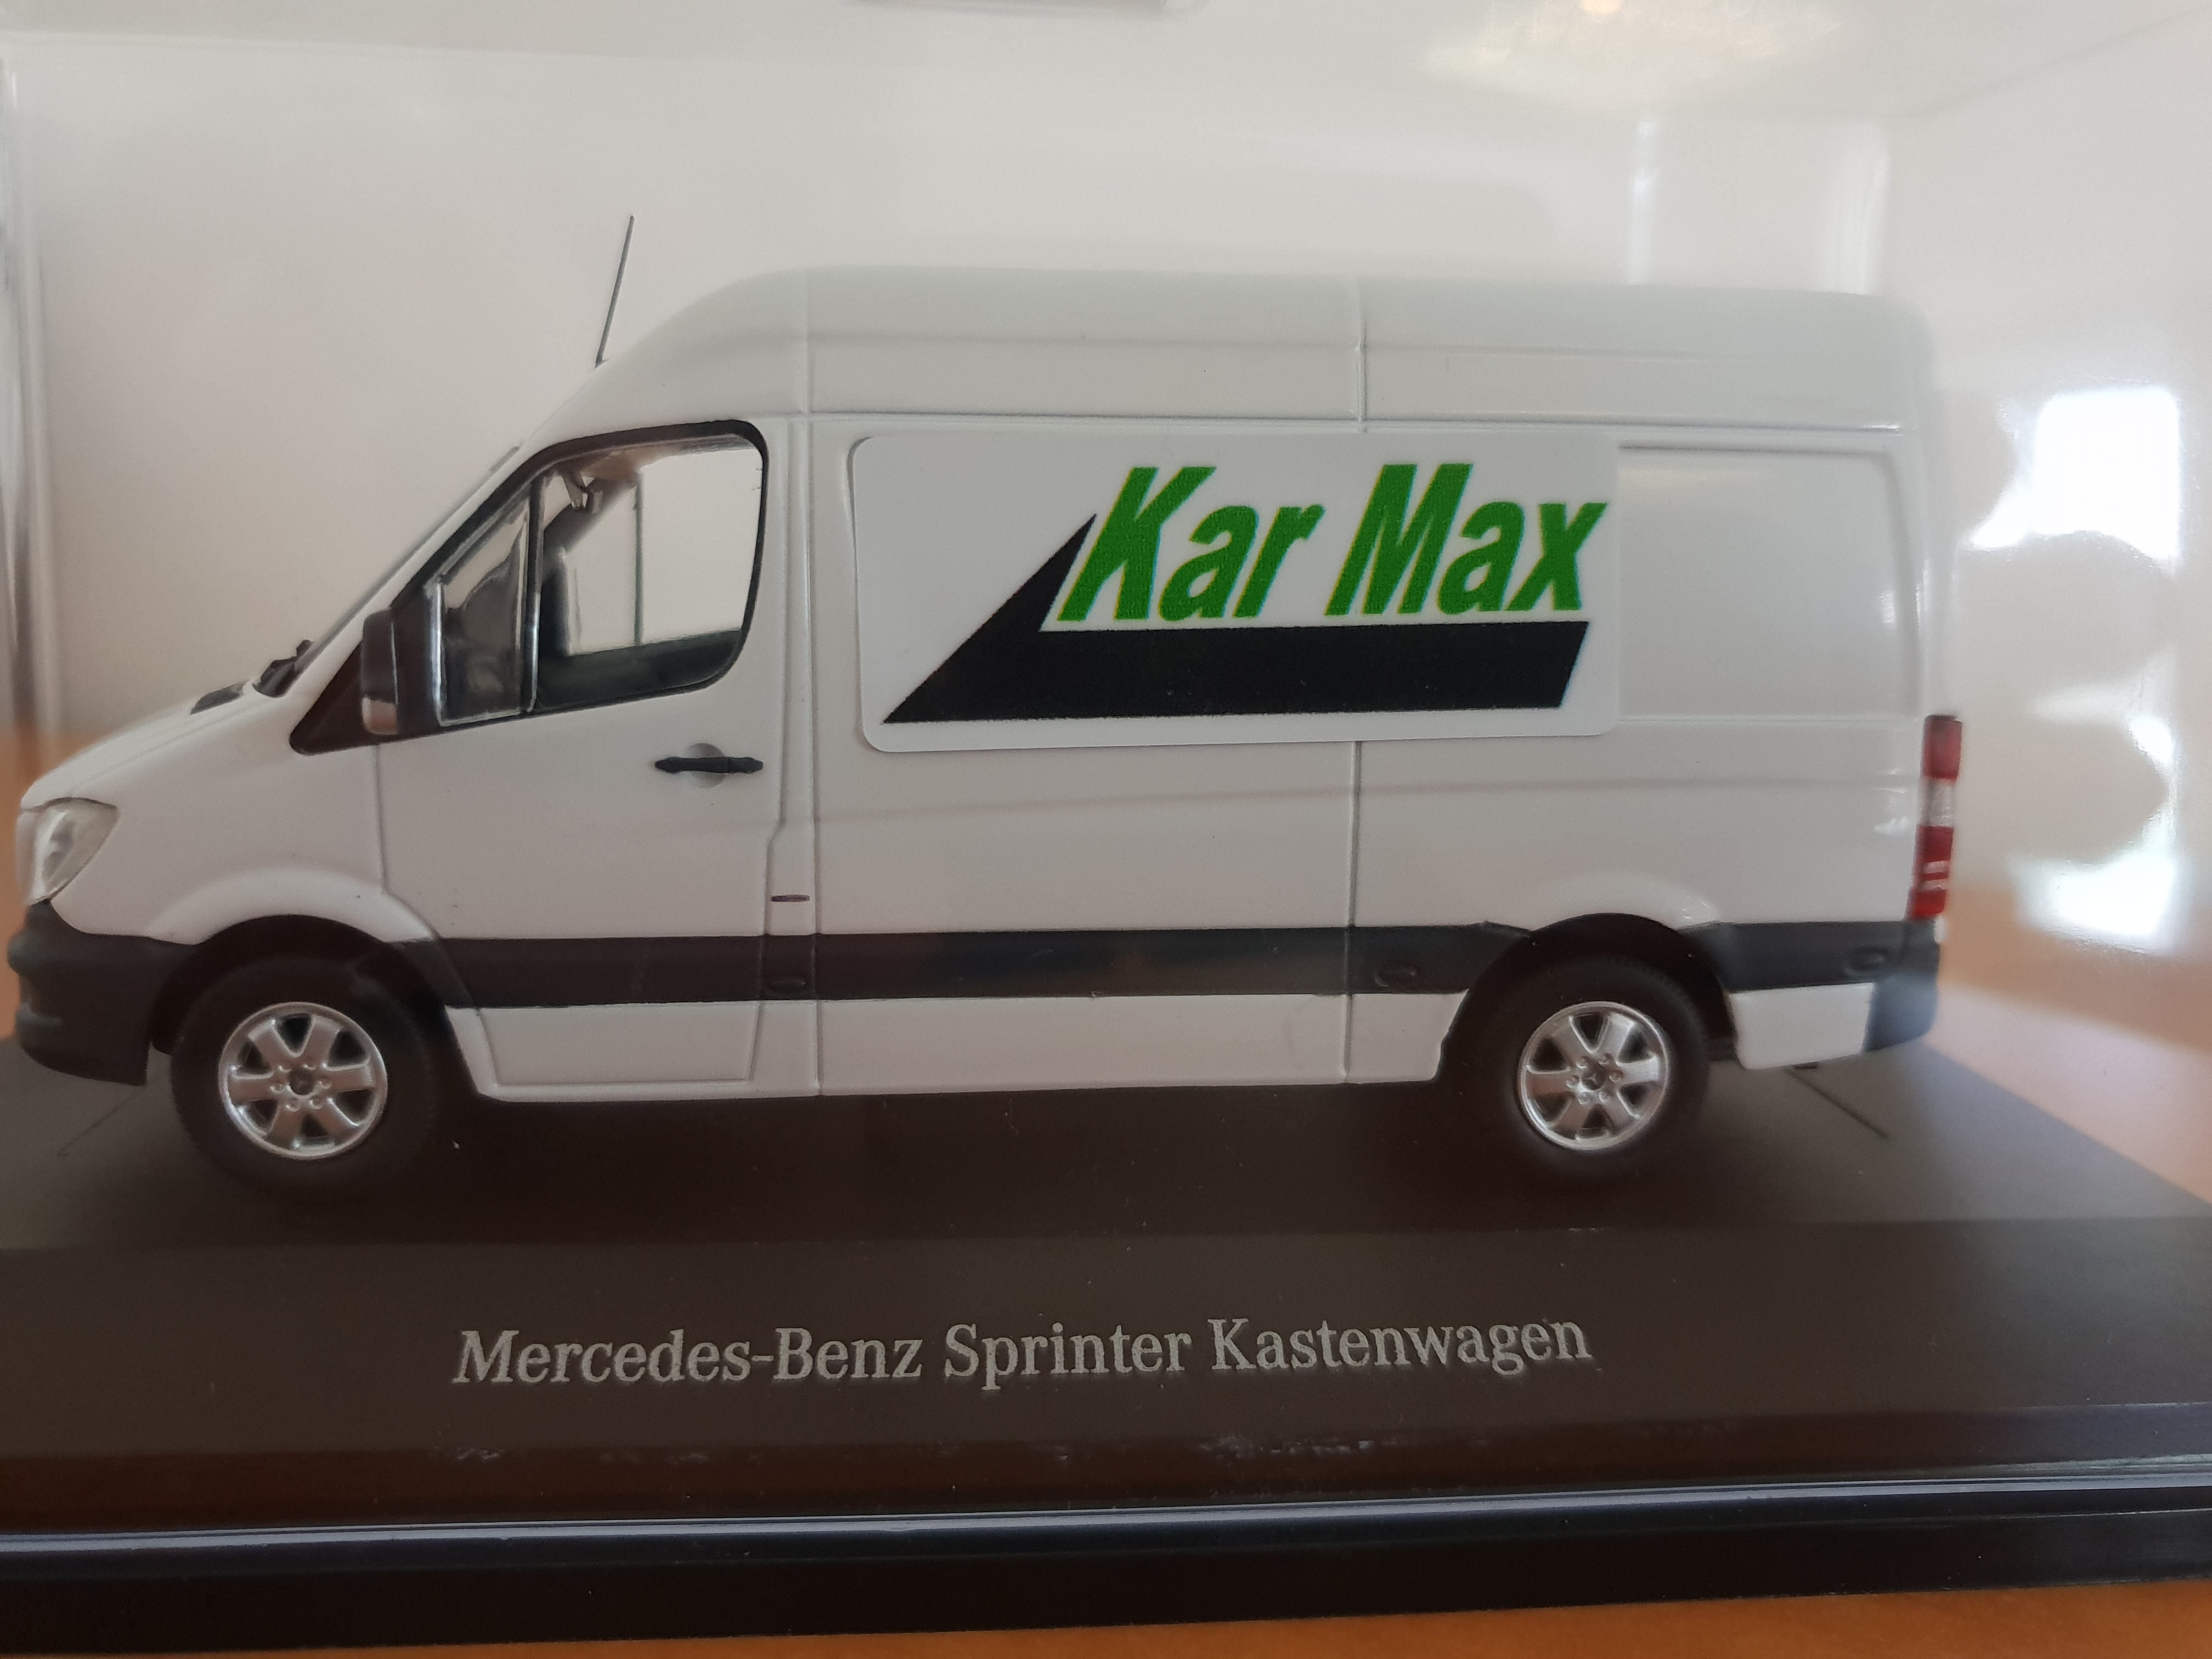 Kar Max
Mercedes-Benz Sprinter Kastenwagen